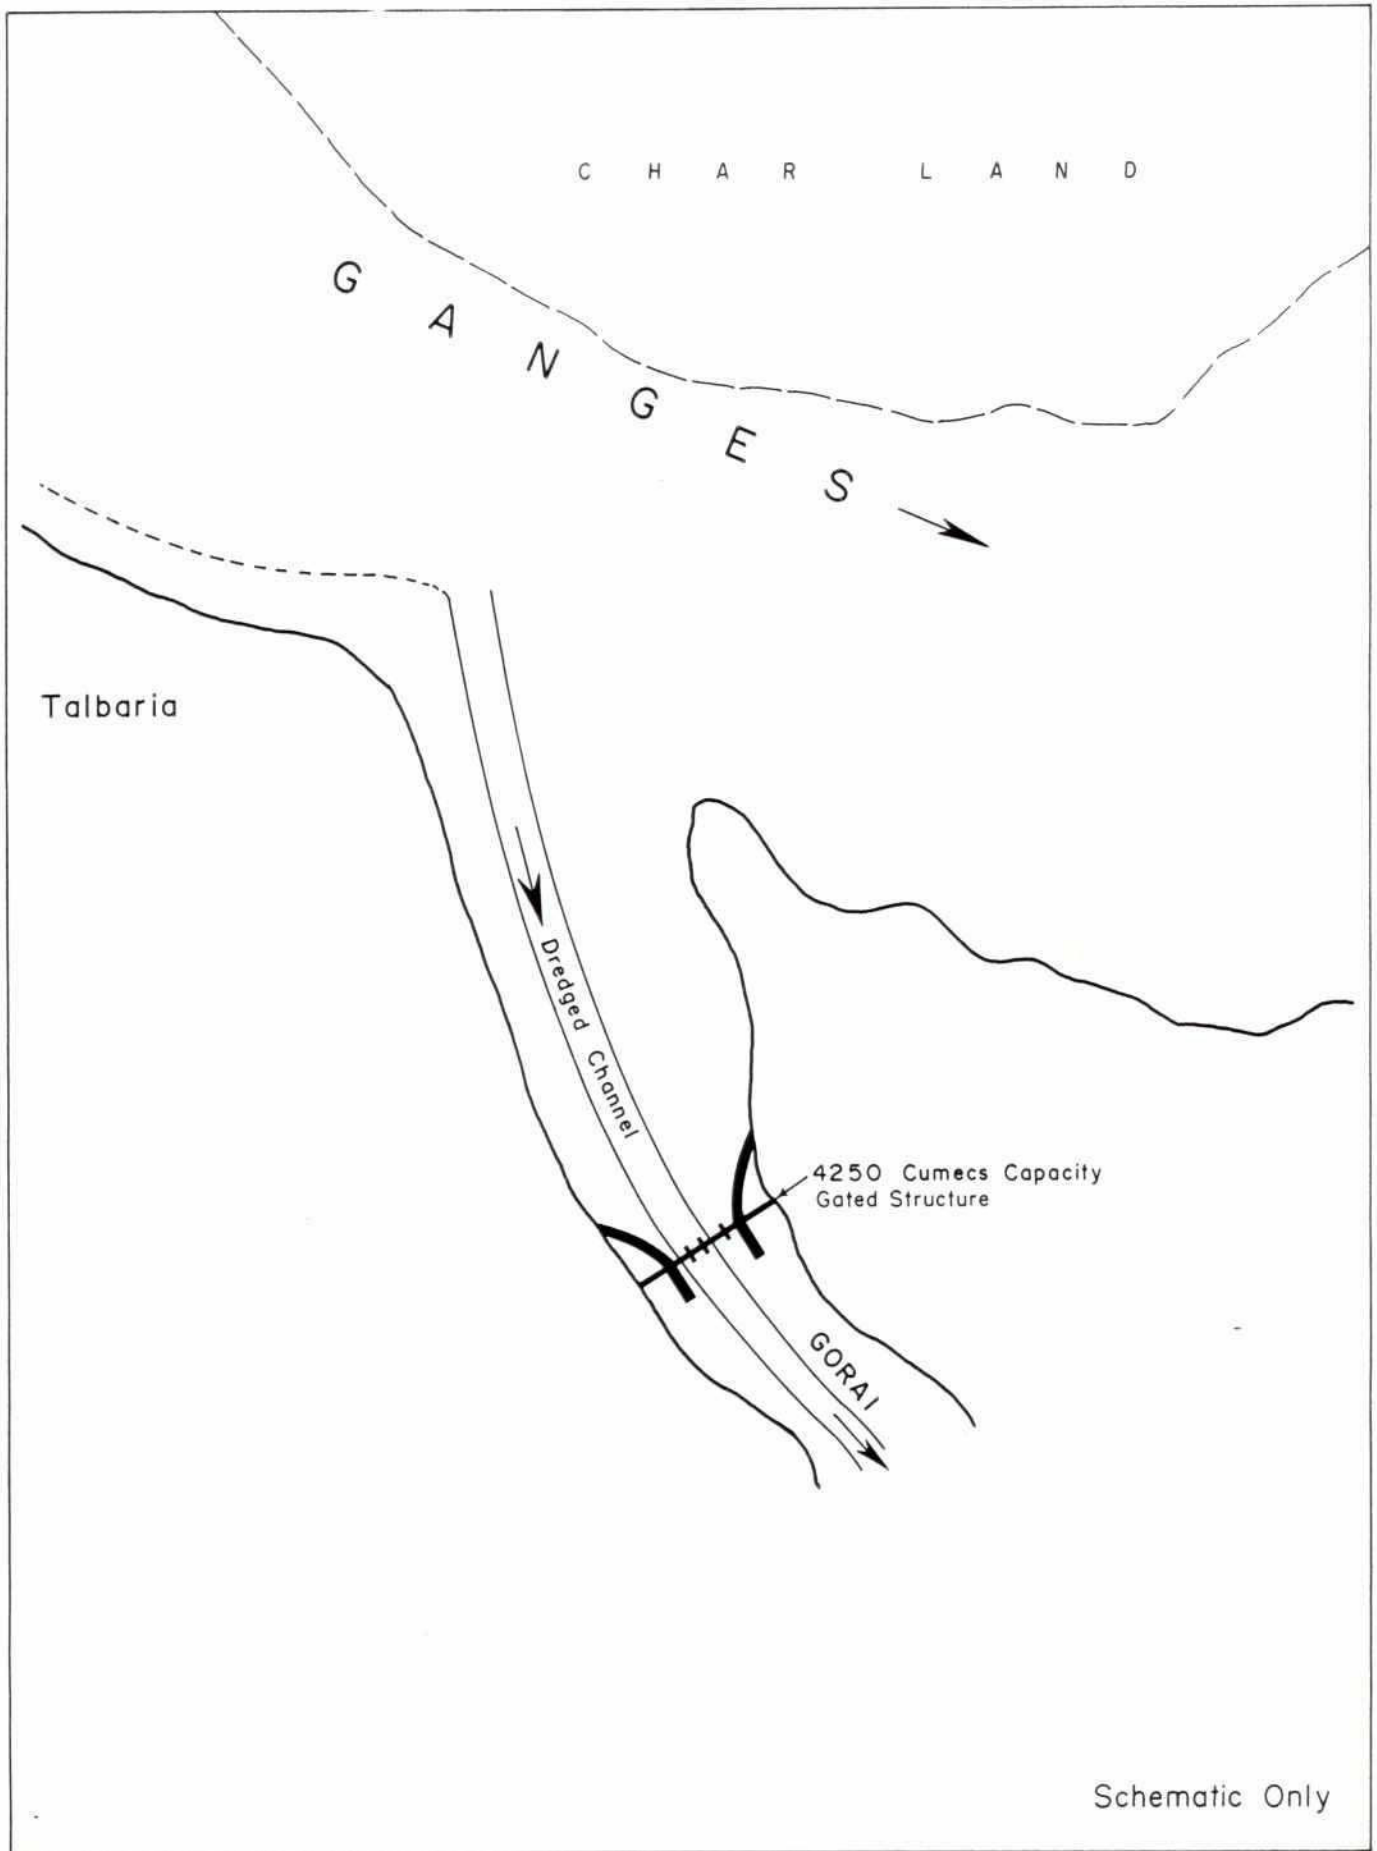 CHAR LAND
GANGES
Talbaria
Dredged Channel
4250 Cumecs Capacity
Gated Structure
GORAI
Schematic Only